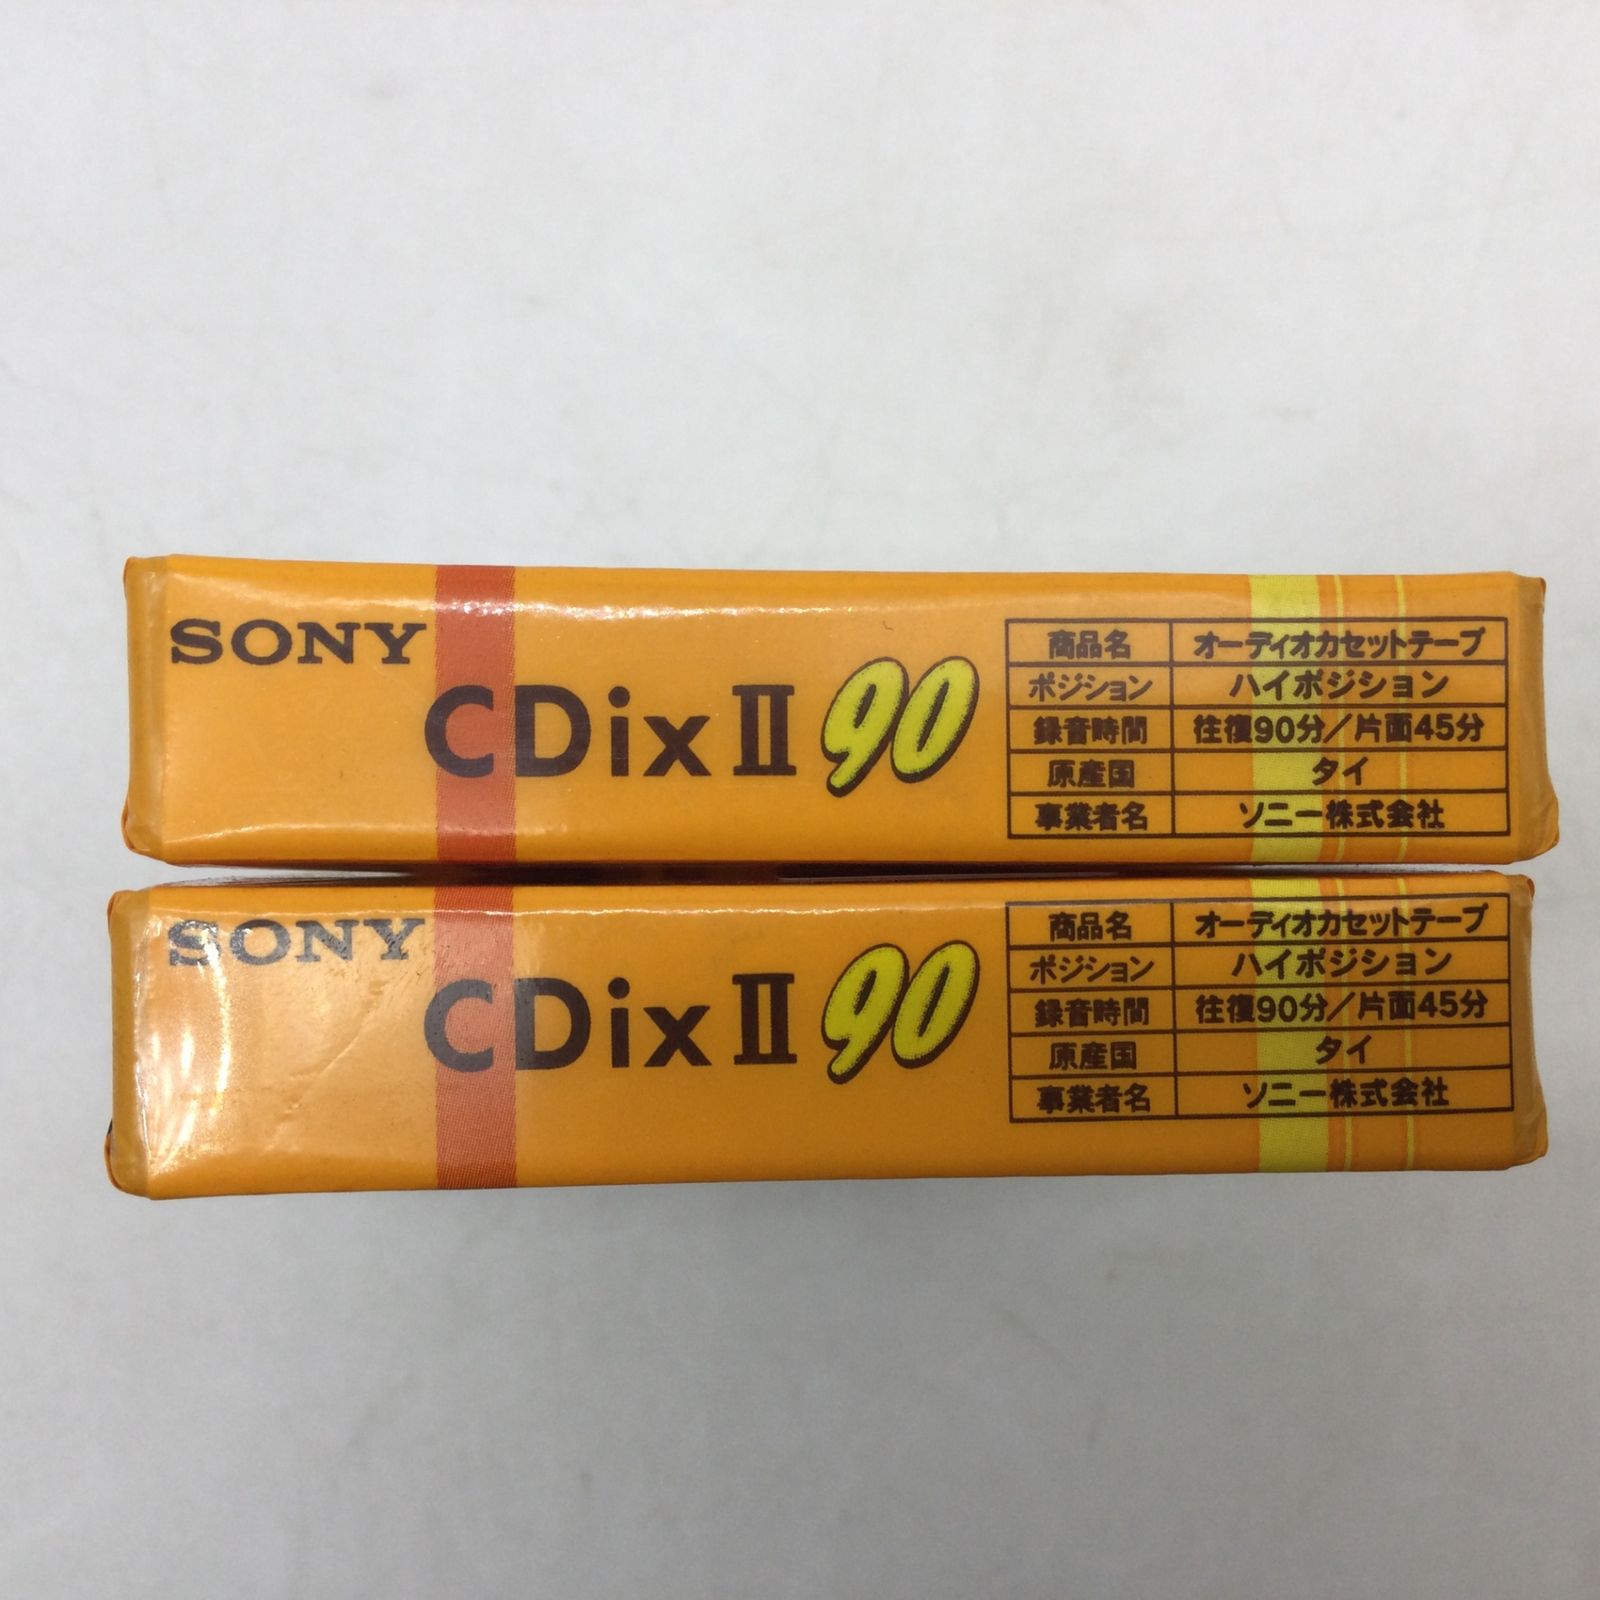 SONY
CDixⅡ 90
商品名 オーディオカセットテープ
ポジション ハイポジション
録音時間 往復90分/片面45分
原産国 タイ
事業者名 ソニー株式会社
SONY
CDixⅡ 90
商品名 オーディオカセットテープ
ポジション ハイポジション
録音時間 往復90分/片面45分
原産国 タイ
事業者名 ソニー株式会社